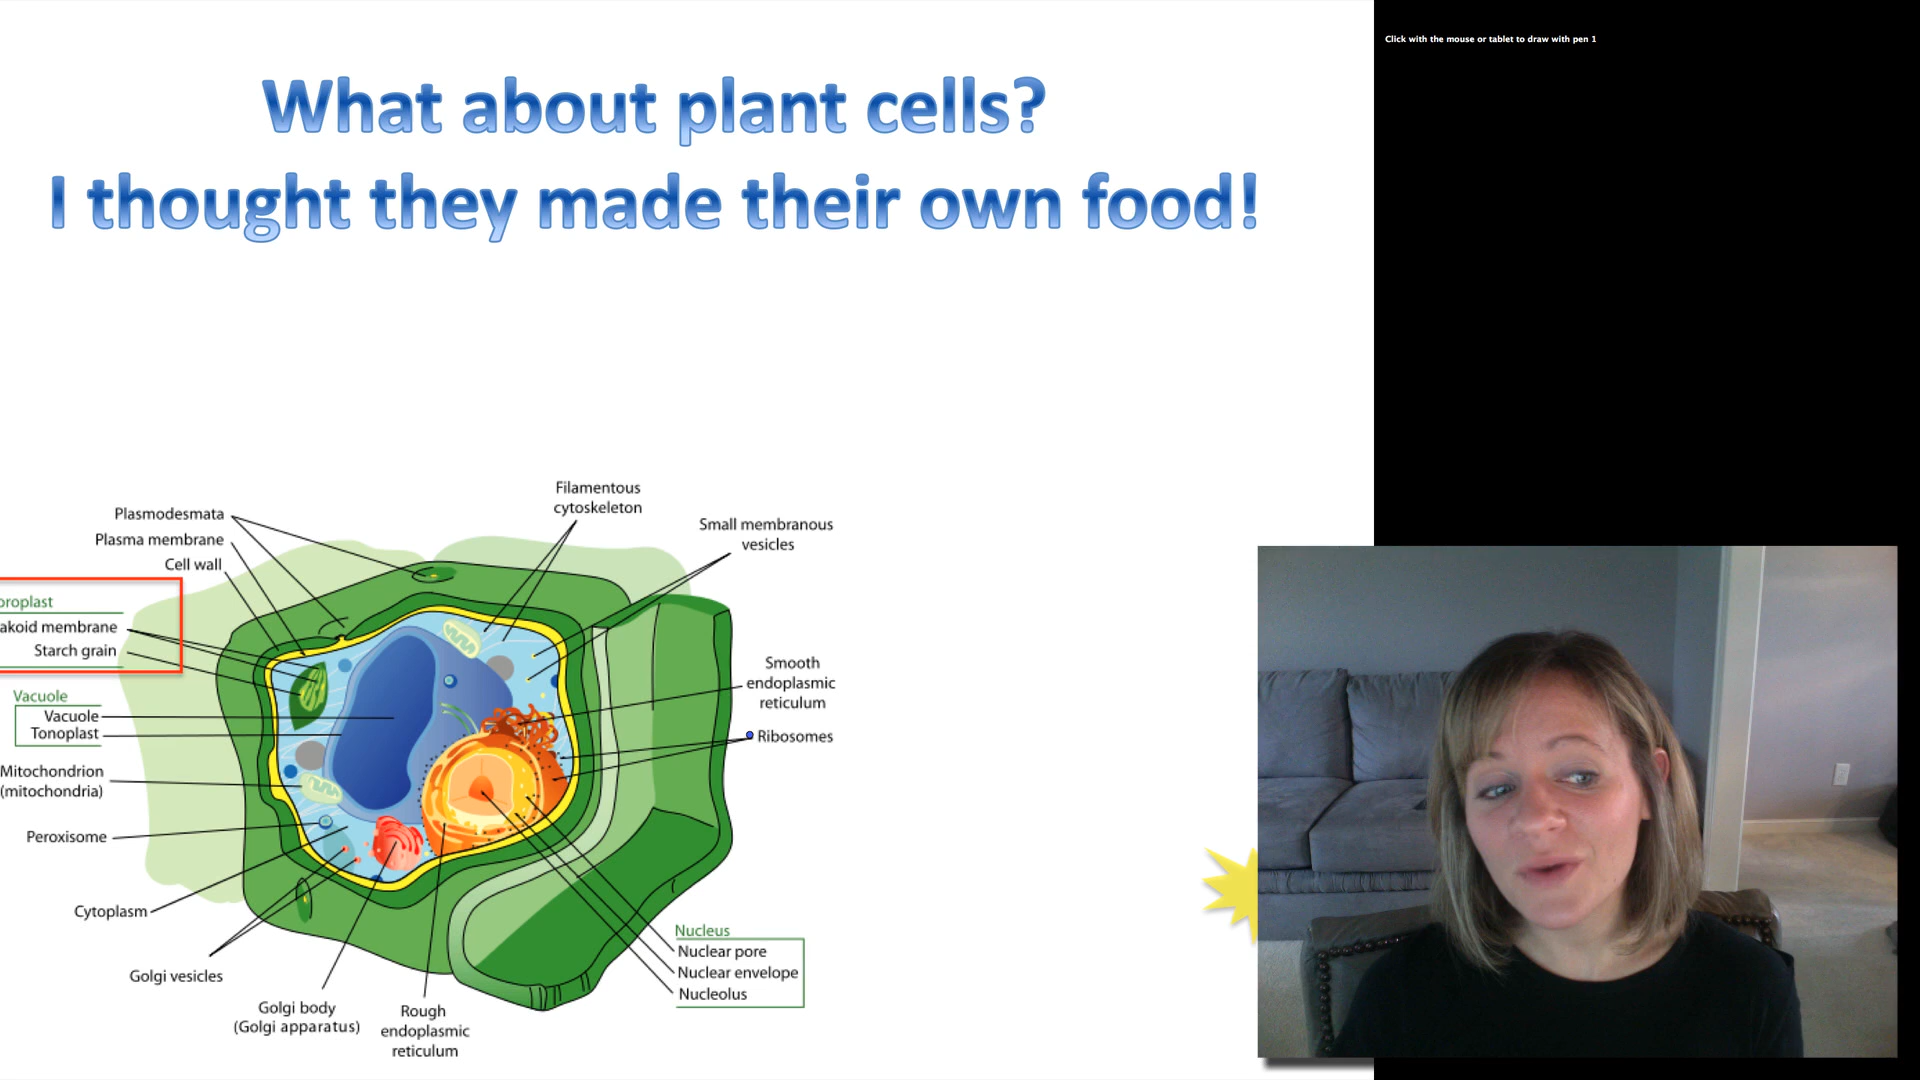 What about plant cells?
I thought they made their own food!
Click with the mouse or tablet to draw with pen 1
Filamentous
cytoskeleton
Small membranous
vesicles
Plasmodesmata
Plasma membrane
Cell wall
oroplast
akoid membrane
Starch grain
Vacuole
Vacuole
Tonoplast
Mitochondrion
(mitochondria)
Peroxisome
Cytoplasm
Golgi vesicles
Golgi body
(Golgi apparatus)
Rough
endoplasmic
reticulum
Smooth
endoplasmic
reticulum
Ribosomes
Nucleus
Nuclear pore
Nuclear envelope
Nucleolus